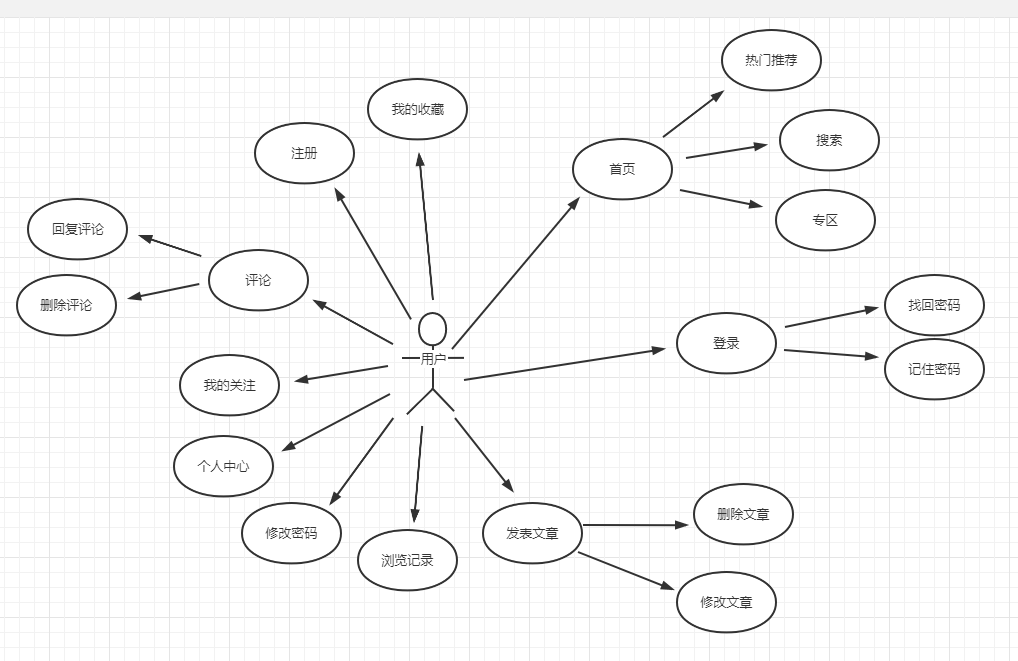 热门推荐
我的收藏
搜索
注册
首页
专区
回复评论
评论
删除评论
找回密码
登录
用户
记住密码
我的关注
个人中心
删除文章
修改密码
发表文章
浏览记录
修改文章